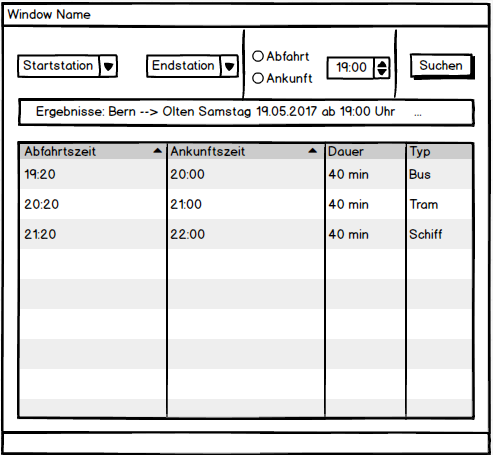 Window Name
Startstation Endstation Abfahrt Ankunft 19:00 Suchen
Ergebnisse: Bern --> Olten Samstag 19.05.2017 ab 19:00 Uhr ...
Abfahrtszeit Ankunftszeit Dauer Typ
19:20 20:00 40 min Bus
20:20 21:00 40 min Tram
21:20 22:00 40 min Schiff